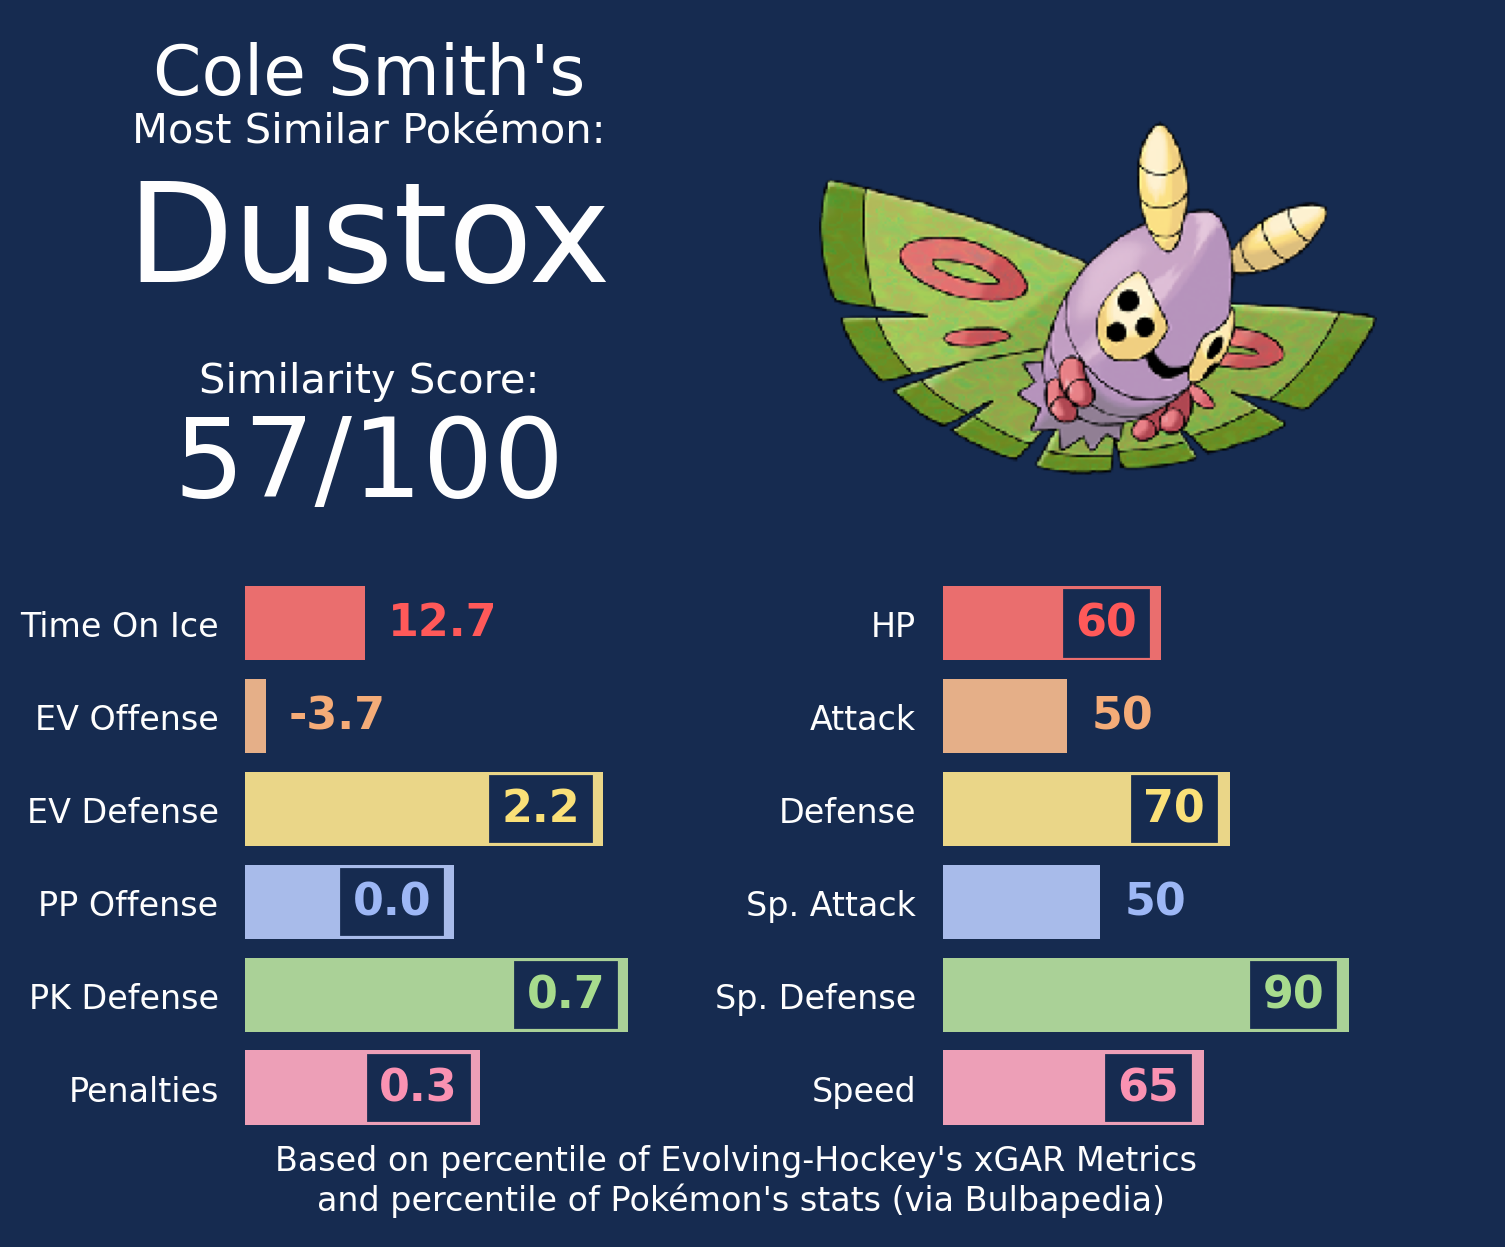 Cole Smith's
Most Similar Pokémon:
Dustox
Similarity Score:
57/100
Time On Ice 12.7
EV Offense -3.7
EV Defense 2.2
PP Offense 0.0
PK Defense 0.7
Penalties 0.3
HP 60
Attack 50
Defense 70
Sp. Attack 50
Sp. Defense 90
Speed 65
Based on percentile of Evolving-Hockey's xGAR Metrics
and percentile of Pokémon's stats (via Bulbapedia)